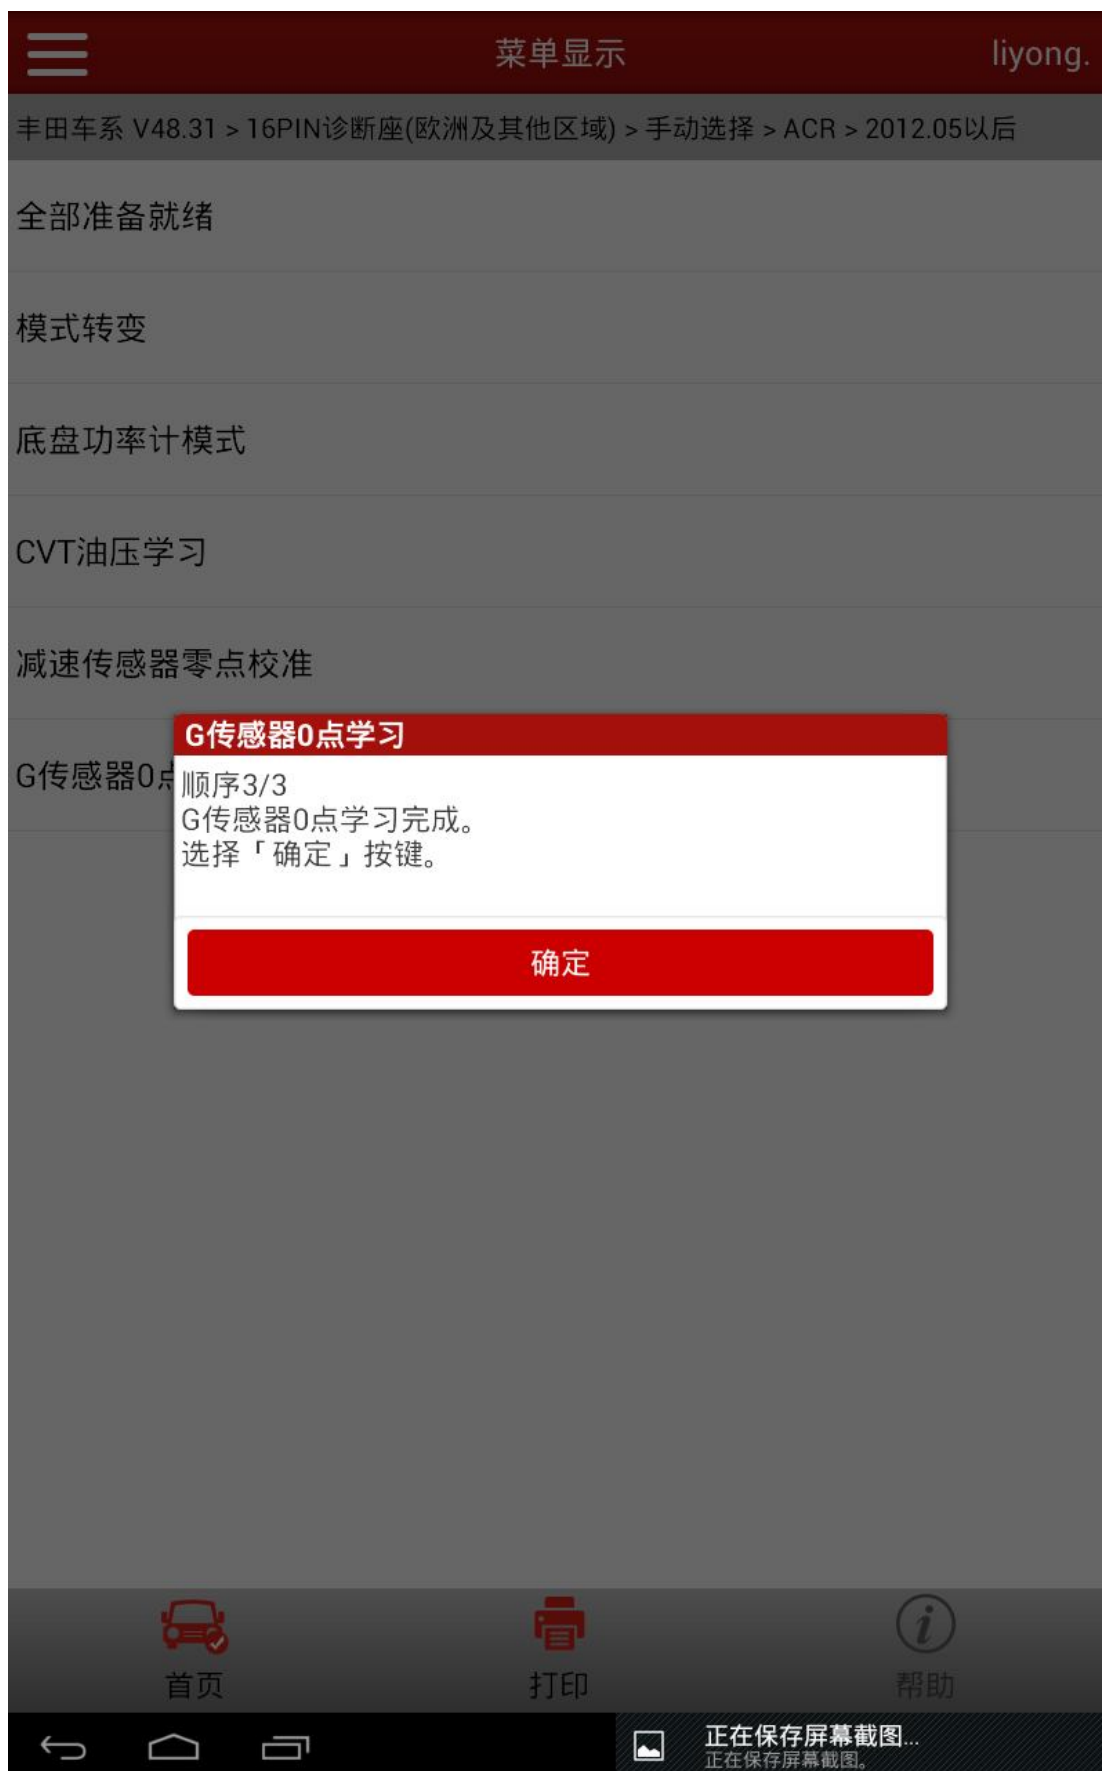 菜单显示
liyong.
丰田车系 V48.31 > 16PIN诊断座(欧洲及其他区域) > 手动选择 > ACR > 2012.05以后
全部准备就绪
模式转变
底盘功率计模式
CVT油压学习
减速传感器零点校准
G传感器0点
G传感器0点学习
顺序3/3
G传感器0点学习完成。
选择「确定」按键。
确定
首页
打印
帮助
正在保存屏幕截图...
正在保存屏幕截图。